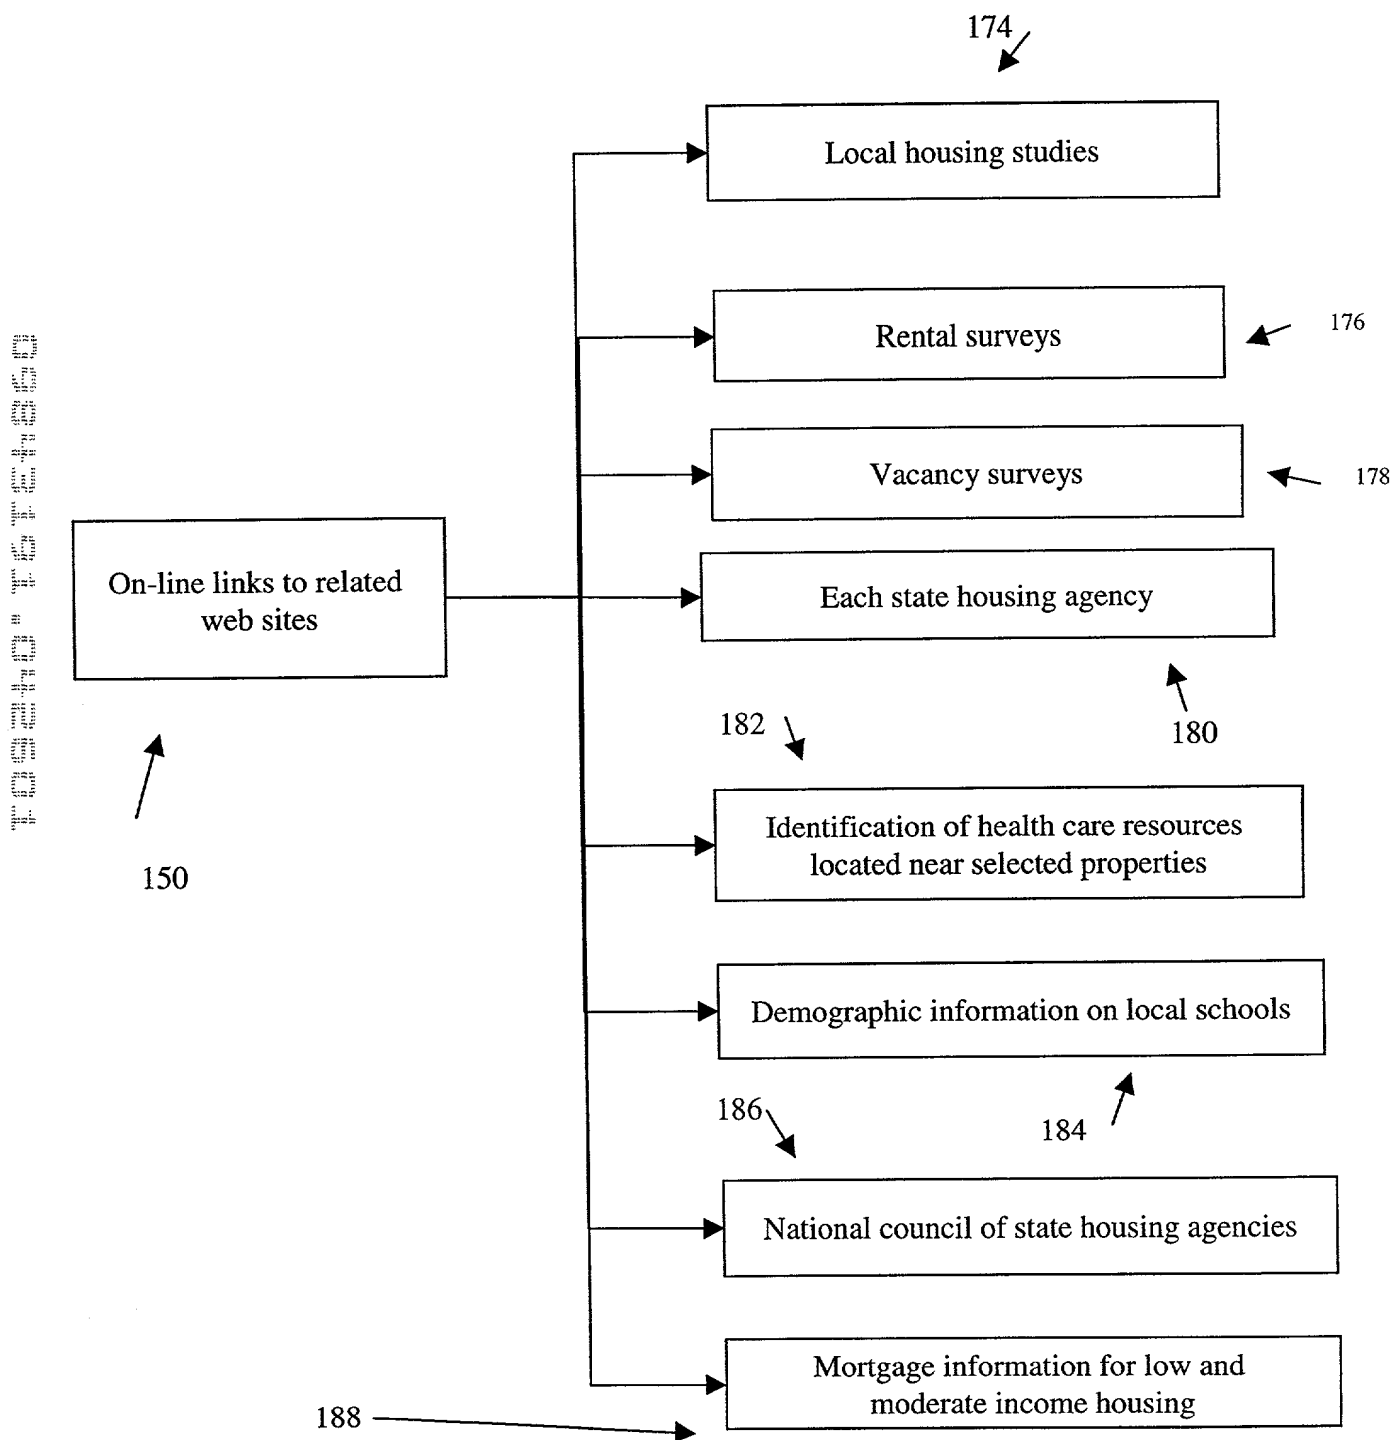 174
Local housing studies
Rental surveys
176
Vacancy surveys
178
On-line links to related
web sites
Each state housing agency
182
180
Identification of health care resources
located near selected properties
150
Demographic information on local schools
186
184
National council of state housing agencies
Mortgage information for low and
moderate income housing
188
09843191.042601